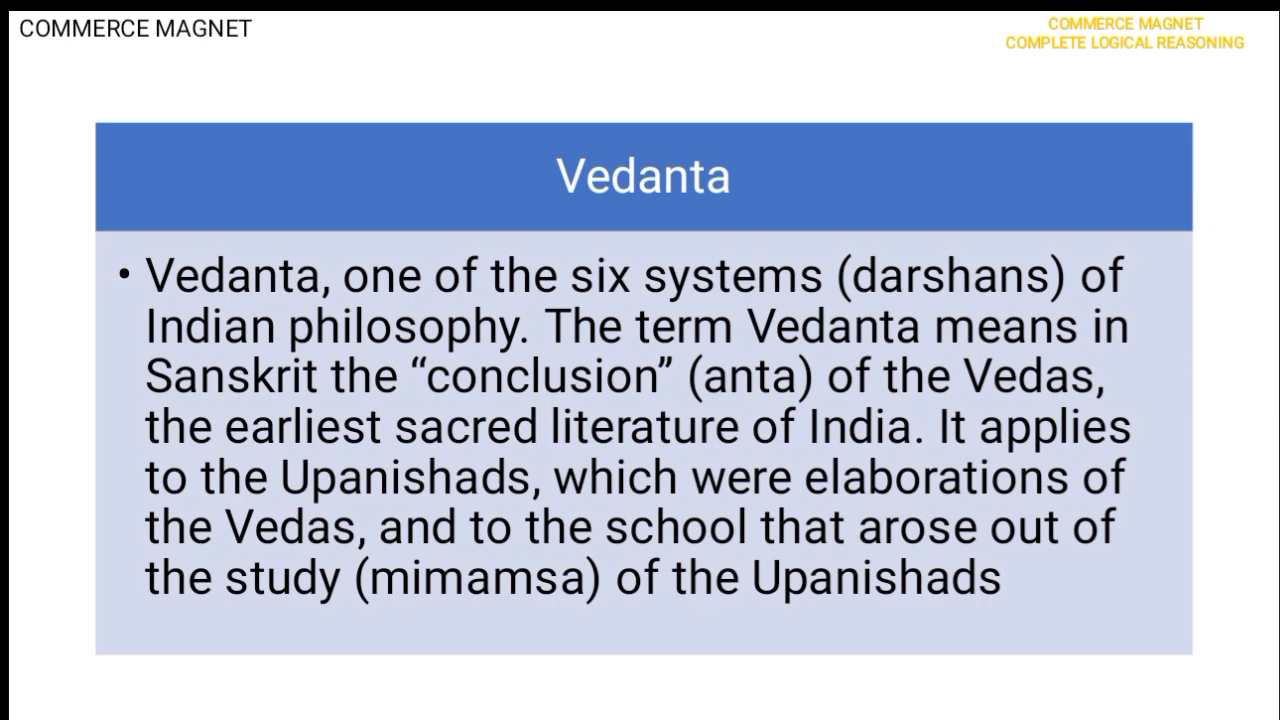 COMMERCE MAGNET
COMMERCE MAGNET
COMPLETE LOGICAL REASONING
Vedanta
• Vedanta, one of the six systems (darshans) of
Indian philosophy. The term Vedanta means in
Sanskrit the “conclusion” (anta) of the Vedas,
the earliest sacred literature of India. It applies
to the Upanishads, which were elaborations of
the Vedas, and to the school that arose out of
the study (mimamsa) of the Upanishads